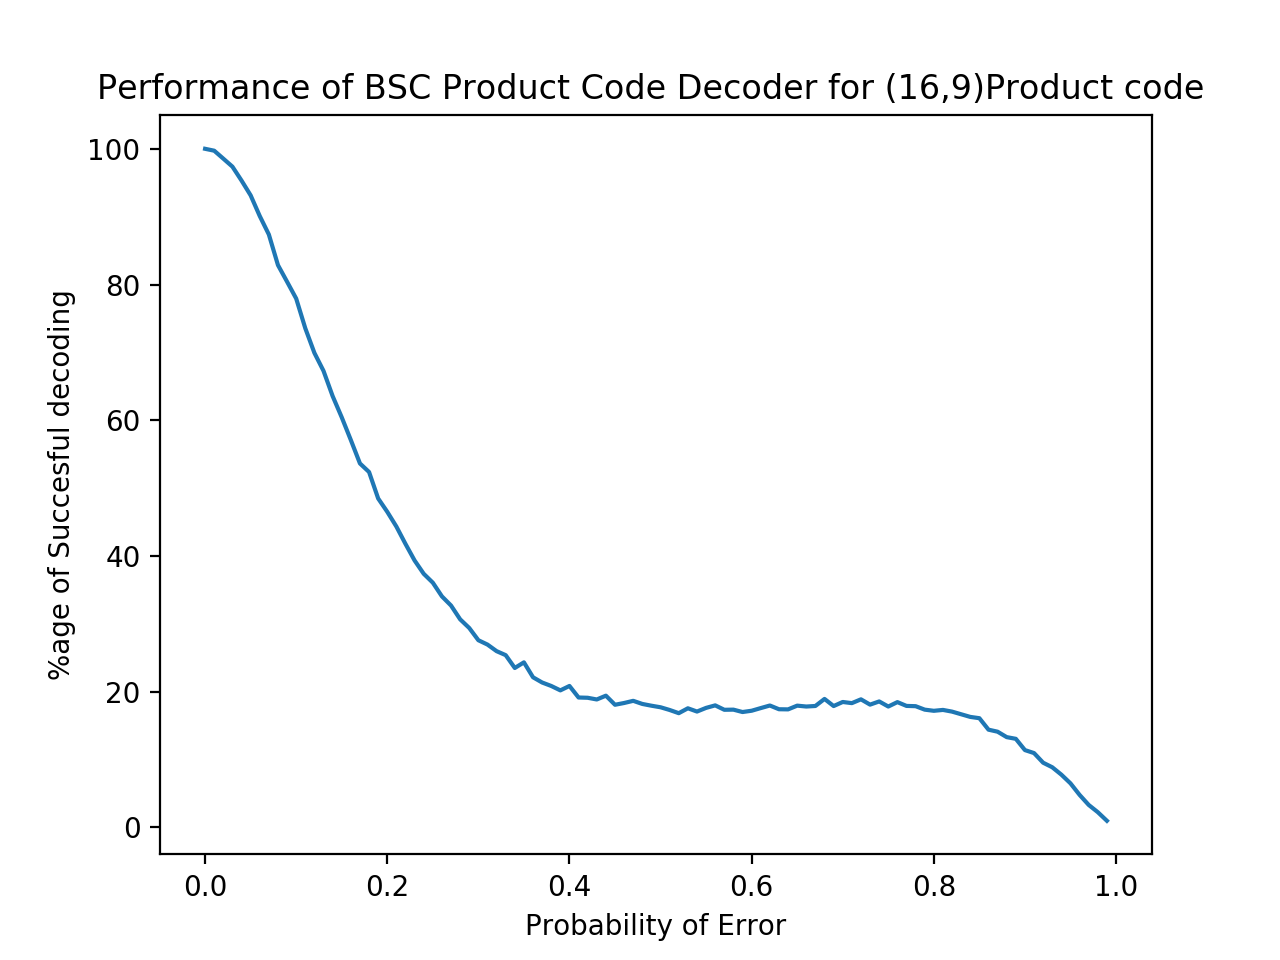 Performance of BSC Product Code Decoder for (16,9)Product code
%age of Succesful decoding
100
80
60
40
20
0
0.0 0.2 0.4 0.6 0.8 1.0
Probability of Error